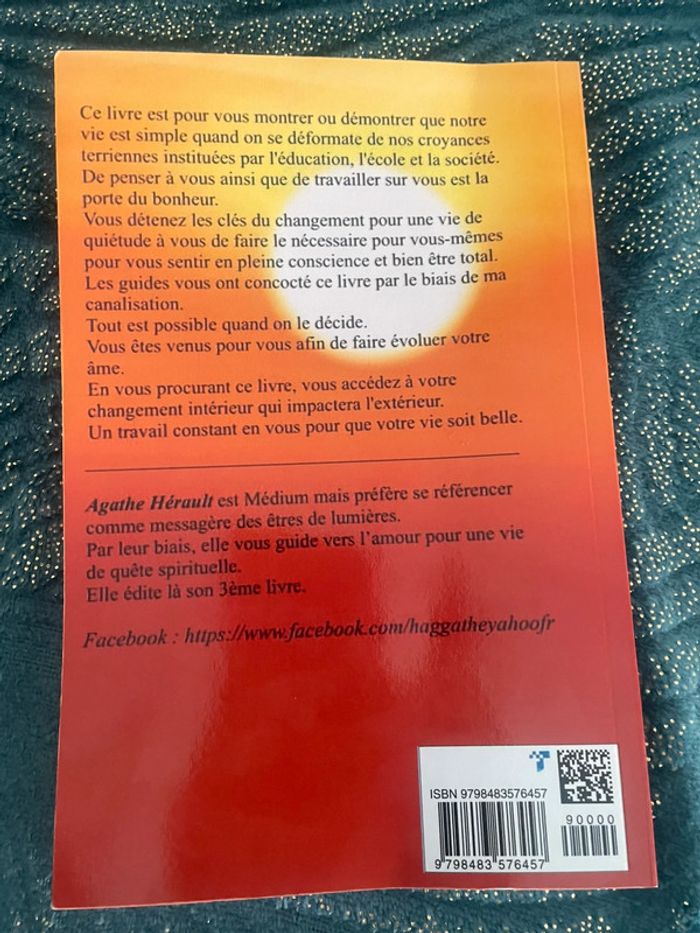 Ce livre est pour vous montrer ou démontrer que notre
vie est simple quand on se déformate de nos croyances
terriennes instituées par l'éducation, l'école et la société.
De penser à vous ainsi que de travailler sur vous est la
porte du bonheur.
Vous détenez les clés du changement pour une vie de
quiétude à vous de faire le nécessaire pour vous-mêmes
pour vous sentir en pleine conscience et bien être total.
Les guides vous ont concocté ce livre par le biais de ma
canalisation.
Tout est possible quand on le décide.
Vous êtes venus pour vous afin de faire évoluer votre
âme.
En vous procurant ce livre, vous accédez à votre
changement intérieur qui impactera l'extérieur.
Un travail constant en vous pour que votre vie soit belle.
Agathe Hérault est Médium mais préfère se référencer
comme messagère des êtres de lumières.
Par leur biais, elle vous guide vers l'amour pour une vie
de quête spirituelle.
Elle édite là son 3ème livre.
Facebook : https://www.facebook.com/haggatheyahoofr
ISBN 9798483576457
90000
9 798483 576457